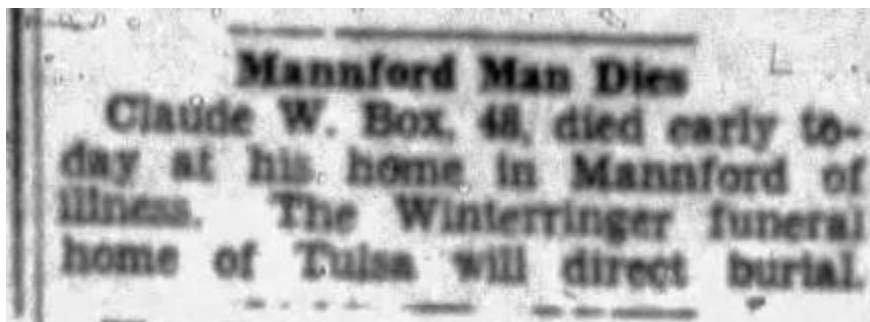 Mannford Man Dies
Claude W. Box, 48, died early to-
day at his home in Mannford of
illness. The Winterringer funeral
home of Tulsa will direct burial.